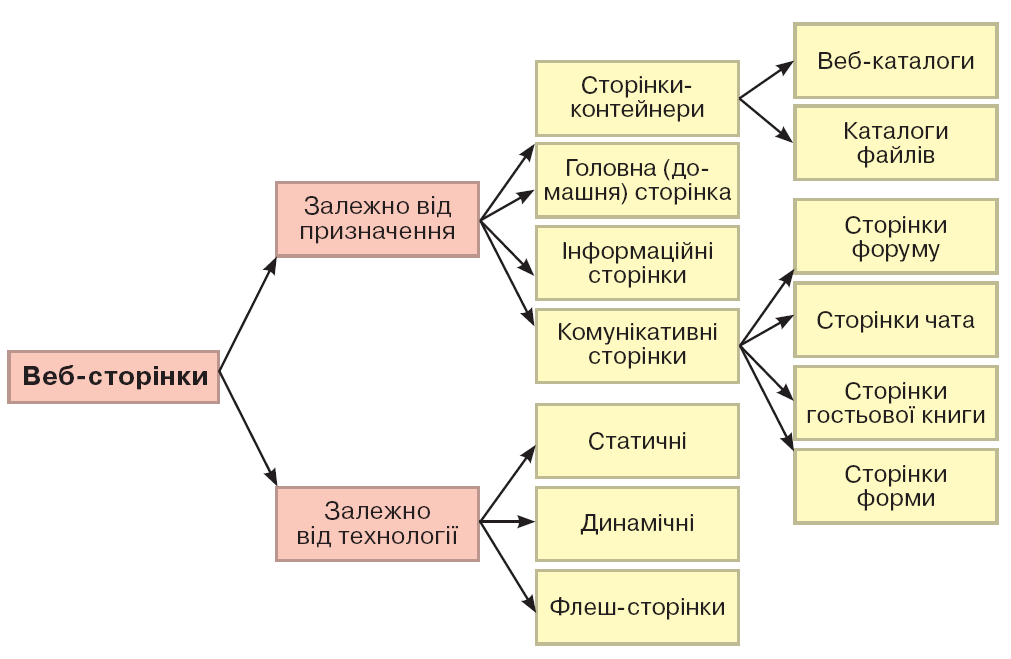 Веб-сторінки
Залежно від
призначення
Залежно
від технології
Сторінки-
контейнери
Головна (до-
машня) сторінка
Інформаційні
сторінки
Комунікативні
сторінки
Статичні
Динамічні
Флеш-сторінки
Веб-каталоги
Каталоги
файлів
Сторінки
форуму
Сторінки чата
Сторінки
гостьової книги
Сторінки
форми